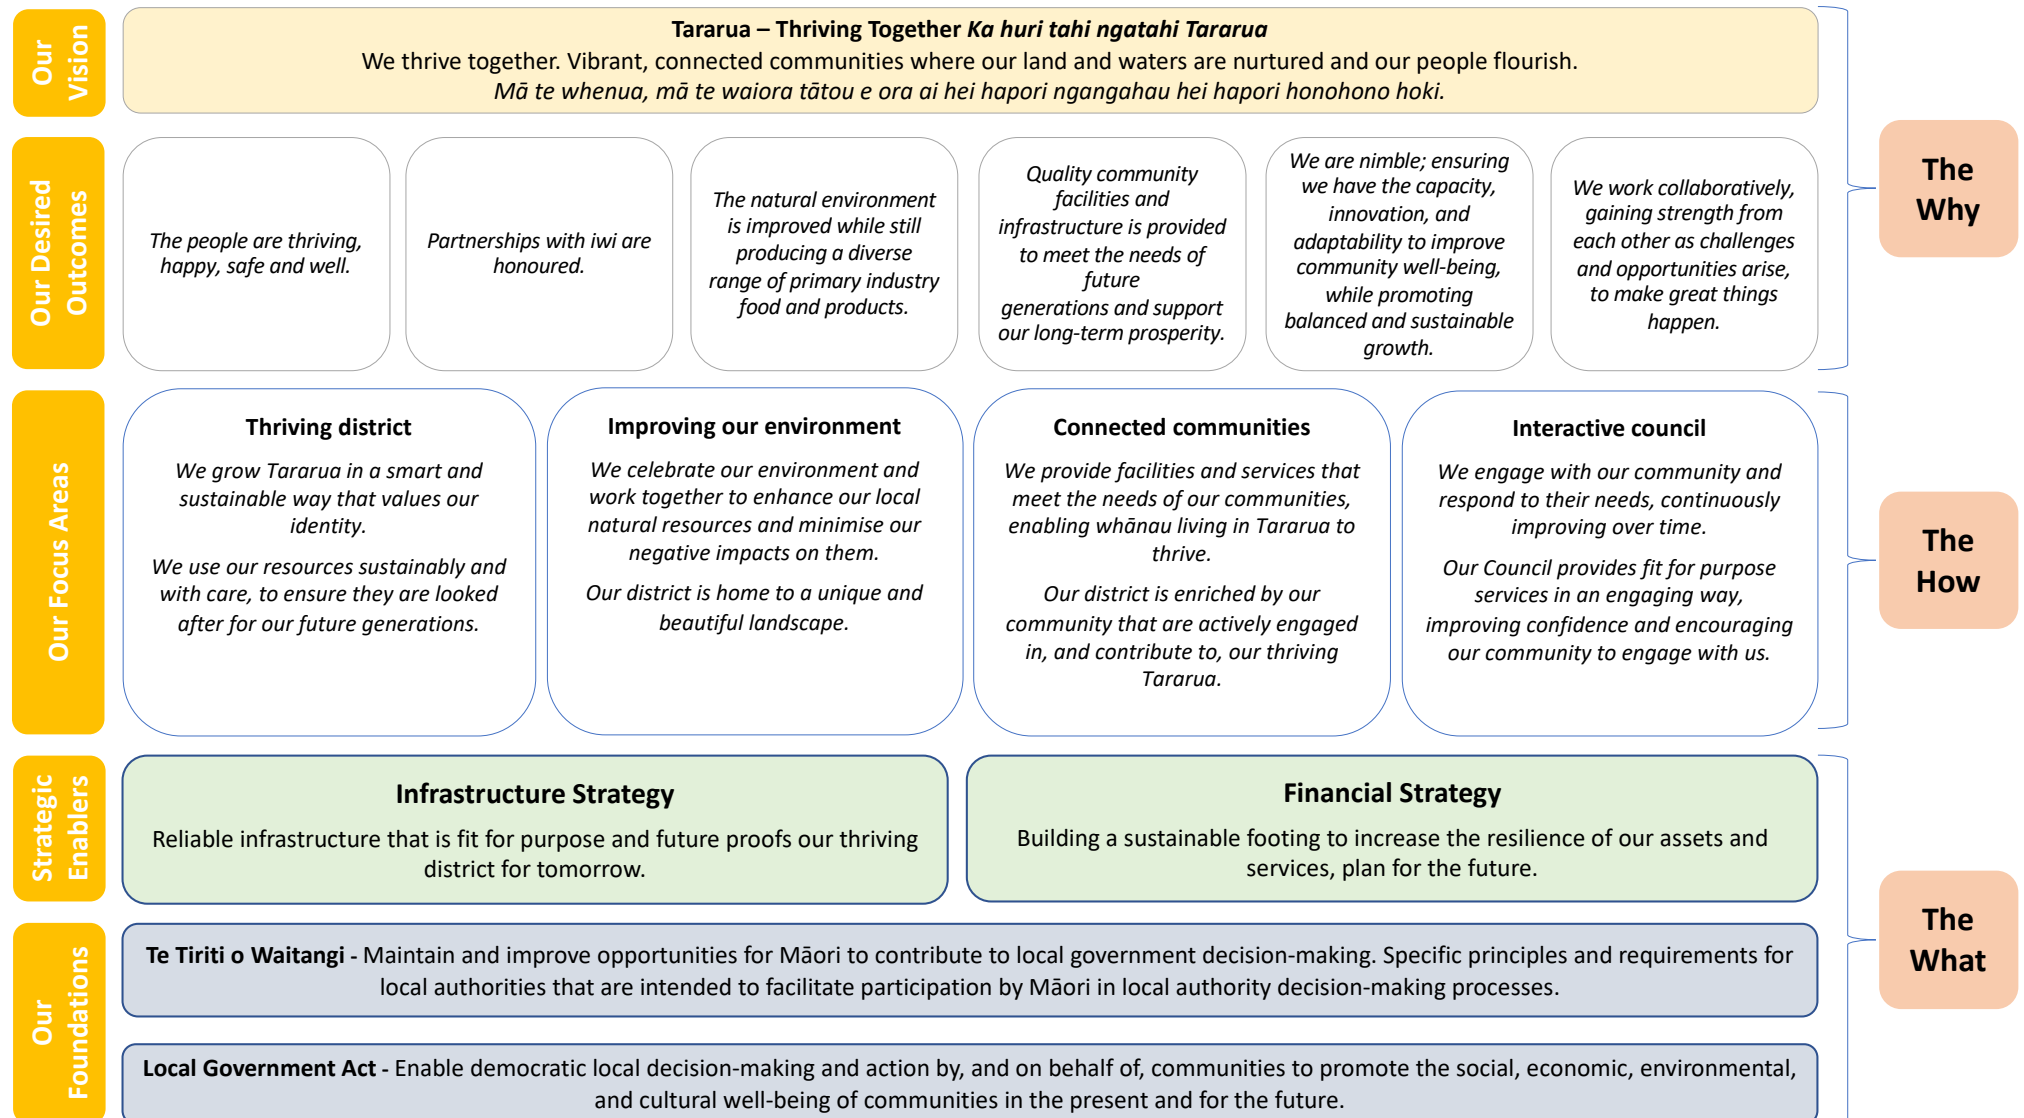 Our
Vision
Tararua – Thriving Together Ka huri tahi ngatahi Tararua
We thrive together. Vibrant, connected communities where our land and waters are nurtured and our people flourish.
Mā te whenua, mā te waiora tātou e ora ai hei hapori ngangahau hei hapori honohono hoki.
Our Desired
Outcomes
The people are thriving,
happy, safe and well.
Partnerships with iwi are
honoured.
The natural environment
is improved while still
producing a diverse
range of primary industry
food and products.
Quality community
facilities and
infrastructure is provided
to meet the needs of
future
generations and support
our long-term prosperity.
We are nimble; ensuring
we have the capacity,
innovation, and
adaptability to improve
community well-being,
while promoting
balanced and sustainable
growth.
We work collaboratively,
gaining strength from
each other as challenges
and opportunities arise,
to make great things
happen.
The
Why
Our Focus Areas
Thriving district
We grow Tararua in a smart and
sustainable way that values our
identity.
We use our resources sustainably and
with care, to ensure they are looked
after for our future generations.
Improving our environment
We celebrate our environment and
work together to enhance our local
natural resources and minimise our
negative impacts on them.
Our district is home to a unique and
beautiful landscape.
Connected communities
We provide facilities and services that
meet the needs of our communities,
enabling whānau living in Tararua to
thrive.
Our district is enriched by our
community that are actively engaged
in, and contribute to, our thriving
Tararua.
Interactive council
We engage with our community and
respond to their needs, continuously
improving over time.
Our Council provides fit for purpose
services in an engaging way,
improving confidence and encouraging
our community to engage with us.
The
How
Strategic
Enablers
Infrastructure Strategy
Reliable infrastructure that is fit for purpose and future proofs our thriving
district for tomorrow.
Financial Strategy
Building a sustainable footing to increase the resilience of our assets and
services, plan for the future.
Our
Foundations
Te Tiriti o Waitangi - Maintain and improve opportunities for Māori to contribute to local government decision-making. Specific principles and requirements for
local authorities that are intended to facilitate participation by Māori in local authority decision-making processes.
Local Government Act - Enable democratic local decision-making and action by, and on behalf of, communities to promote the social, economic, environmental,
and cultural well-being of communities in the present and for the future.
The
What